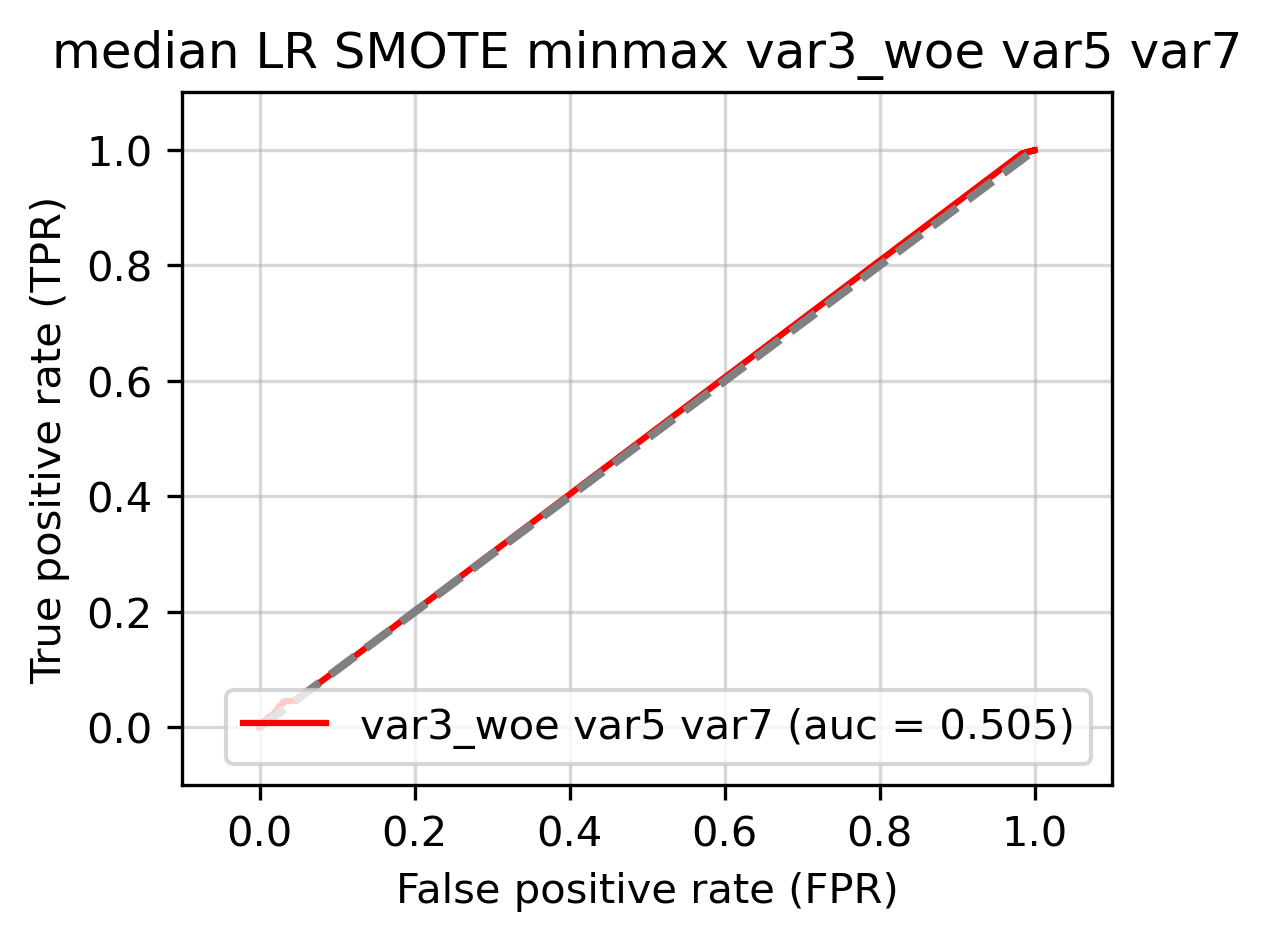 median LR SMOTE minmax var3_woe var5 var7
True positive rate (TPR)
1.0
0.8
0.6
0.4
0.2
0.0
var3_woe var5 var7 (auc = 0.505)
0.0 0.2 0.4 0.6 0.8 1.0
False positive rate (FPR)